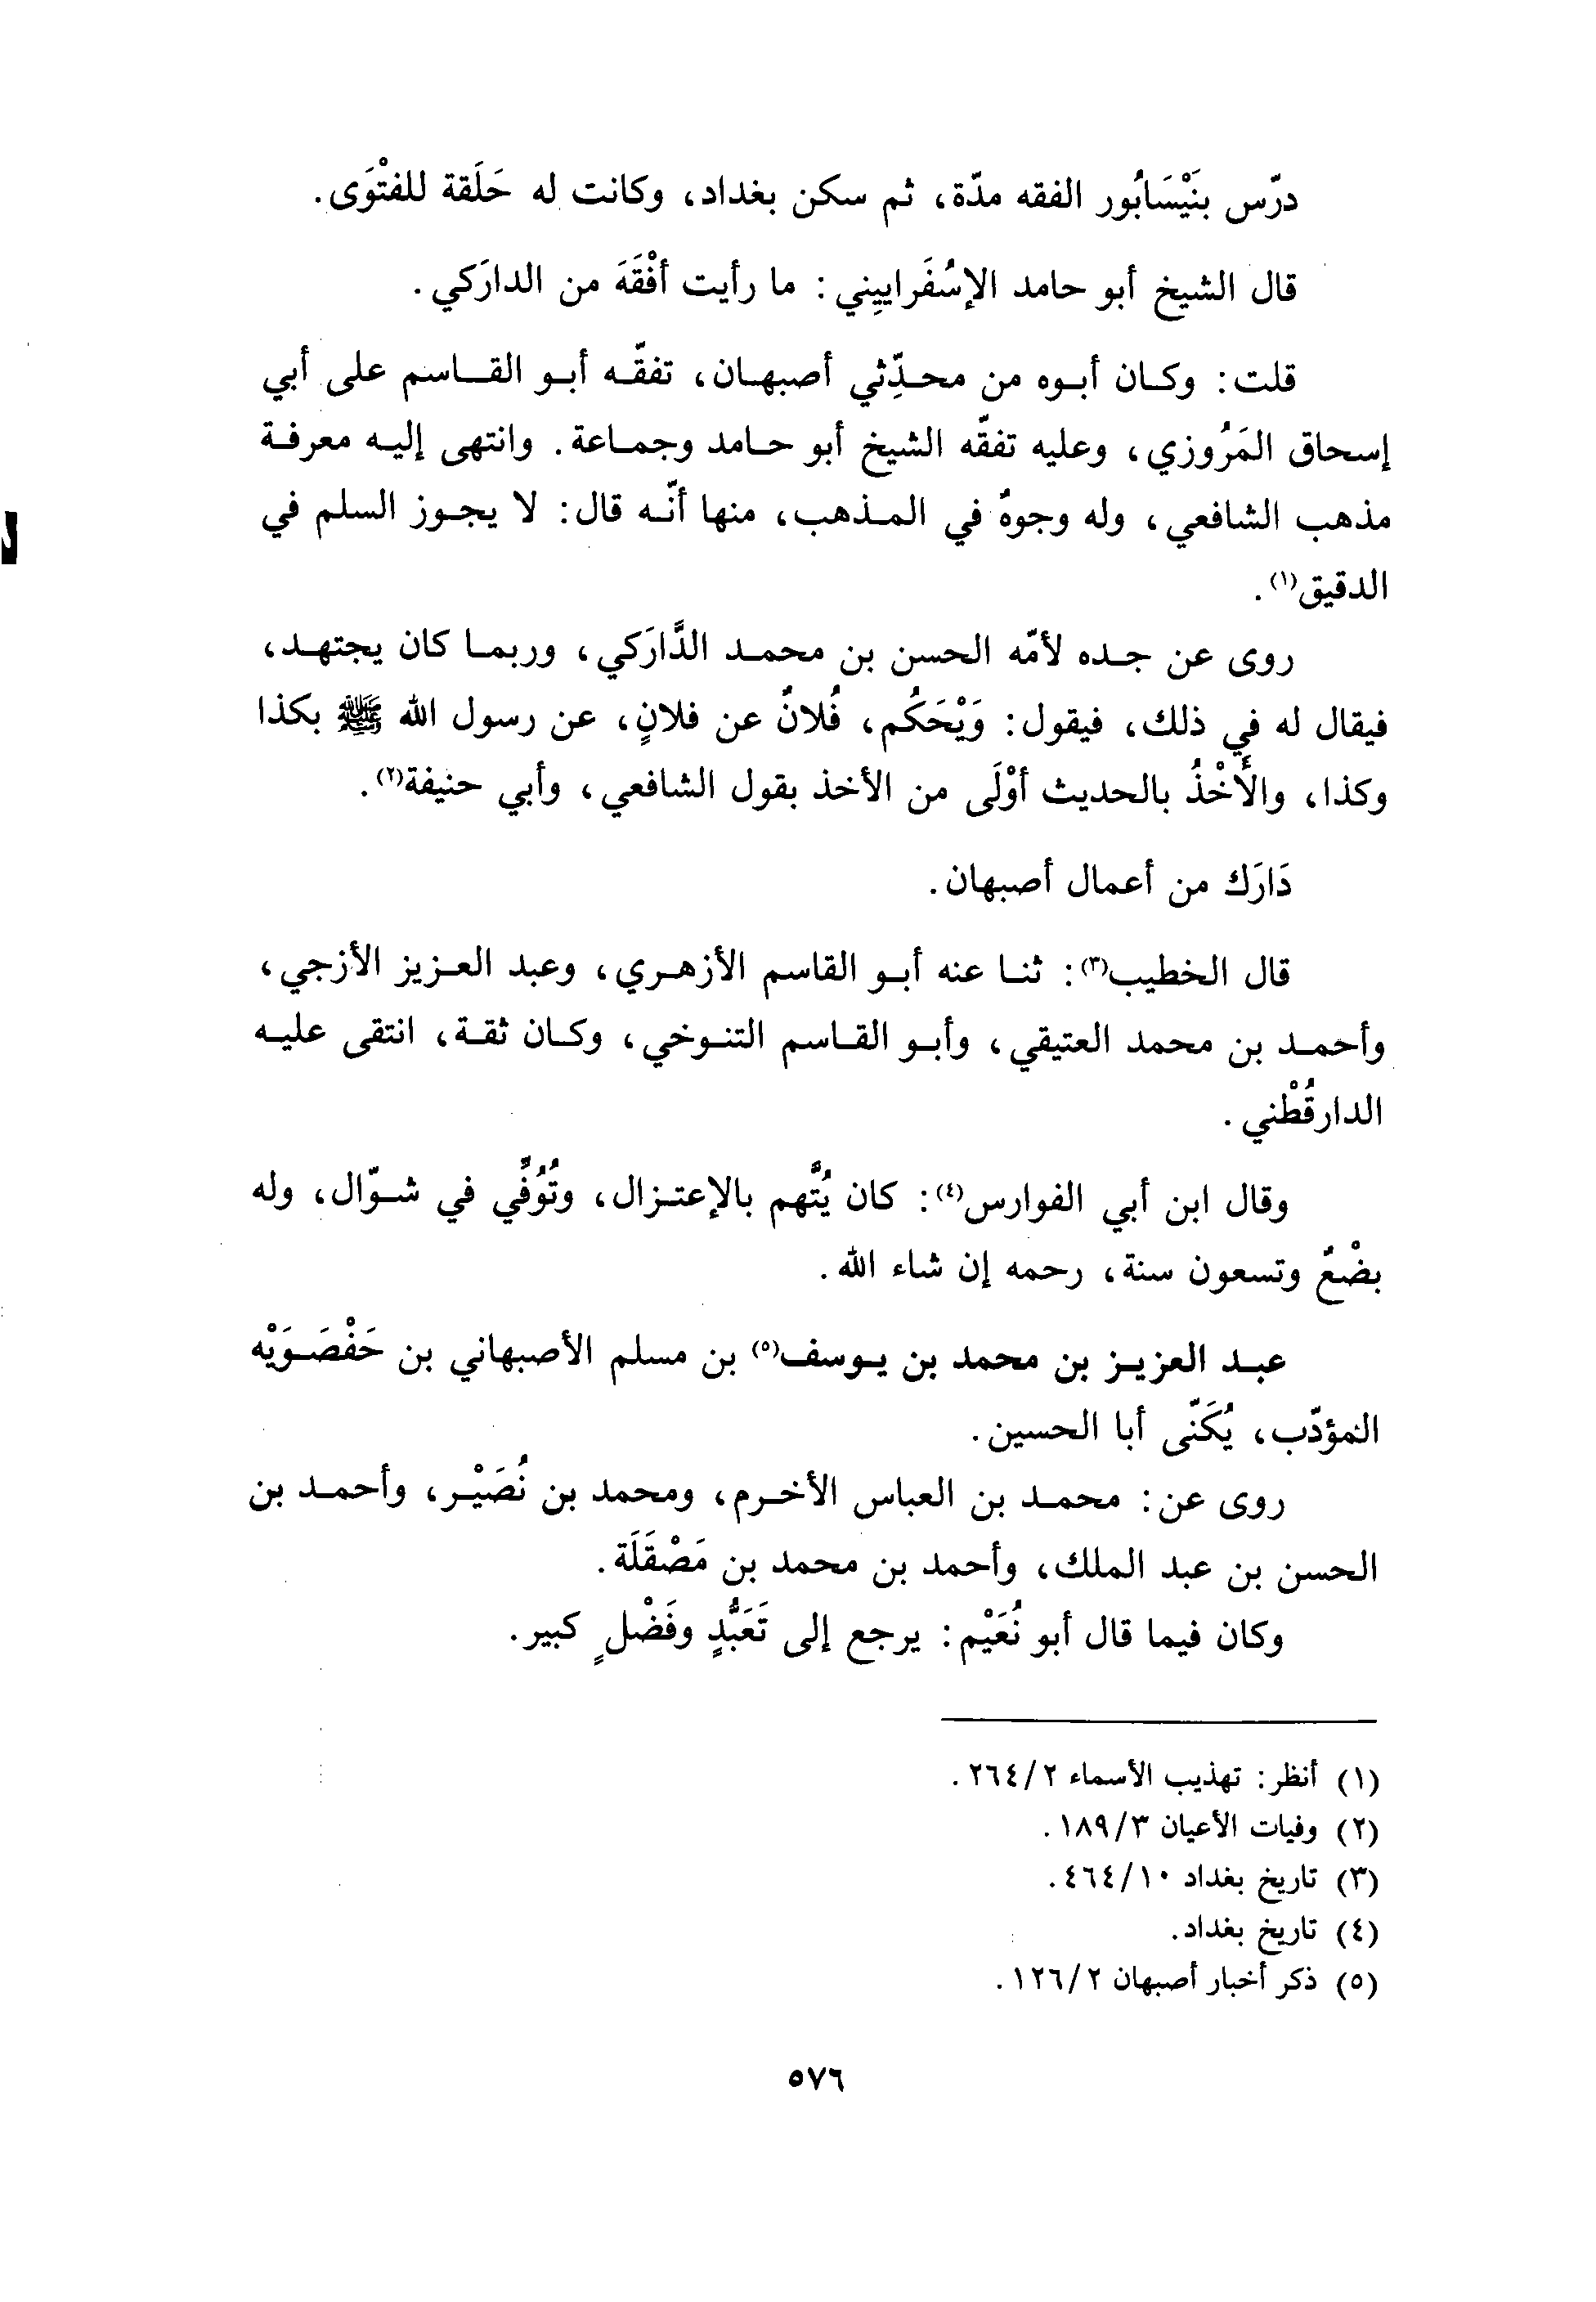 درّس بنَيْسَابُور الفقه مدّة، ثم سكن بغداد، وكانت له حَلَقة للفتْوَى.
قال الشيخ أبو حامد الإسْفَراييِني: ما رأيت أفْقَهَ من الدارَكي.
قلت: وكان أبوه من محدِّثي أصبهان، تفقّه أبو القاسم على أبي
إسحاق المَرْوزي، وعليه تفقّه الشيخ أبو حامد وجماعة. وانتهى إليه معرفة
مذهب الشافعي، وله وجوهٌ في المذهب، منها أنّه قال: لا يجوز السلم في
الدقيق(١).
روى عن جده لأمّه الحسن بن محمد الدَّارَكي، وربما كان يجتهد،
فيقال له في ذلك، فيقول: وَيْحَكُم، فُلانٌ عن فلانٍ، عن رسول الله ﷺ بكذا
وكذا، والأَخْذُ بالحديث أوْلَى من الأخذ بقول الشافعي، وأبي حنيفة(٢).
دَارَك من أعمال أصبهان.
قال الخطيب(٣): ثنا عنه أبو القاسم الأزهري، وعبد العزيز الأزجي،
وأحمد بن محمد العتيقي، وأبو القاسم التنوخي، وكان ثقة، انتقى عليه
الدارقُطْني.
وقال ابن أبي الفوارس(٤): كان يُتَّهم بالإعتزال، وتُوُفِّي في شوّال، وله
بضْعٌ وتسعون سنة، رحمه إن شاء الله.
عبد العزيز بن محمد بن يوسف(٥) بن مسلم الأصبهاني بن حَفْصَوَيْه
المؤدّب، يُكَنّى أبا الحسين.
روى عن: محمد بن العباس الأخرم، ومحمد بن نُصَيْر، وأحمد بن
الحسن بن عبد الملك، وأحمد بن محمد بن مَصْقَلَة.
وكان فيما قال أبو نُعَيْم: يرجع إلى تَعَبُّدٍ وفَضْلٍ كبير.
(١) أنظر: تهذيب الأسماء ٢/ ٢٦٤.
(٢) وفيات الأعيان ٣/ ١٨٩.
(٣) تاريخ بغداد ١٠/ ٤٦٤.
(٤) تاريخ بغداد.
(٥) ذكر أخبار أصبهان ٢/ ١٢٦.
٥٧٦